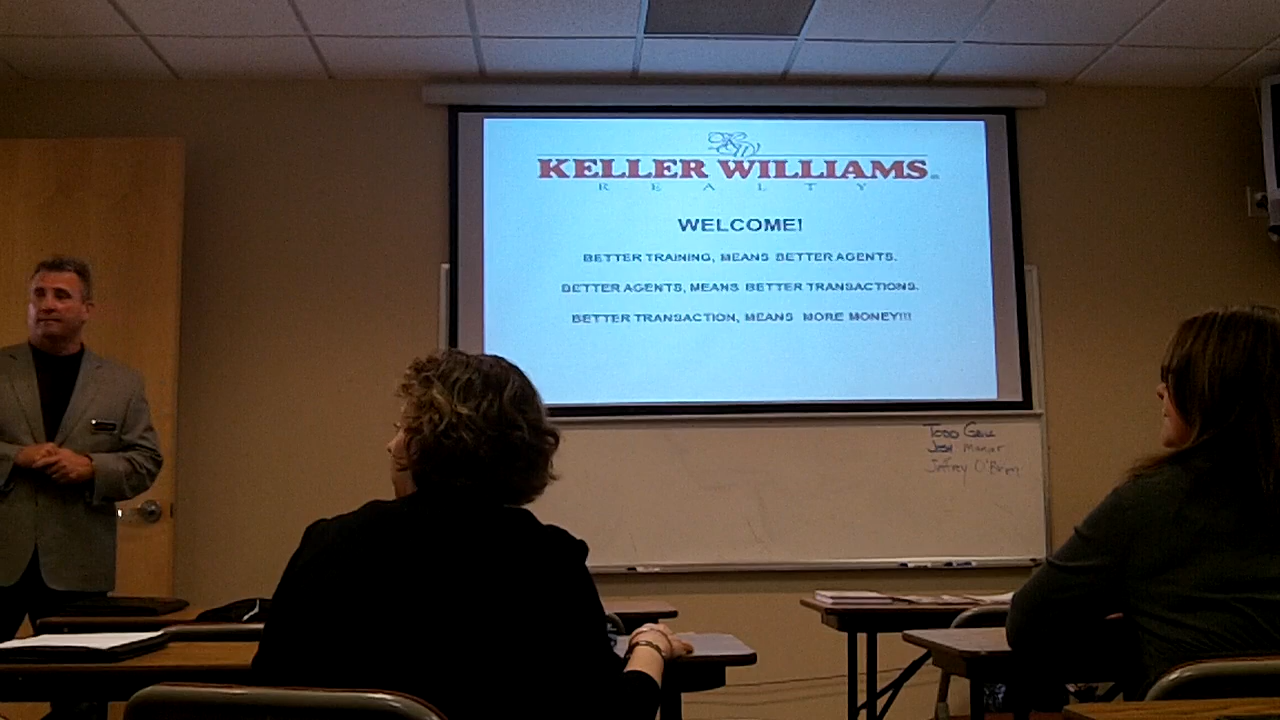 KELLER WILLIAMS
REALTY
WELCOME!
BETTER TRAINING, MEANS BETTER AGENTS.
BETTER AGENTS, MEANS BETTER TRANSACTIONS.
BETTER TRANSACTION, MEANS MORE MONEY!!!
TODD
JOSH
Jeffrey O'Brien